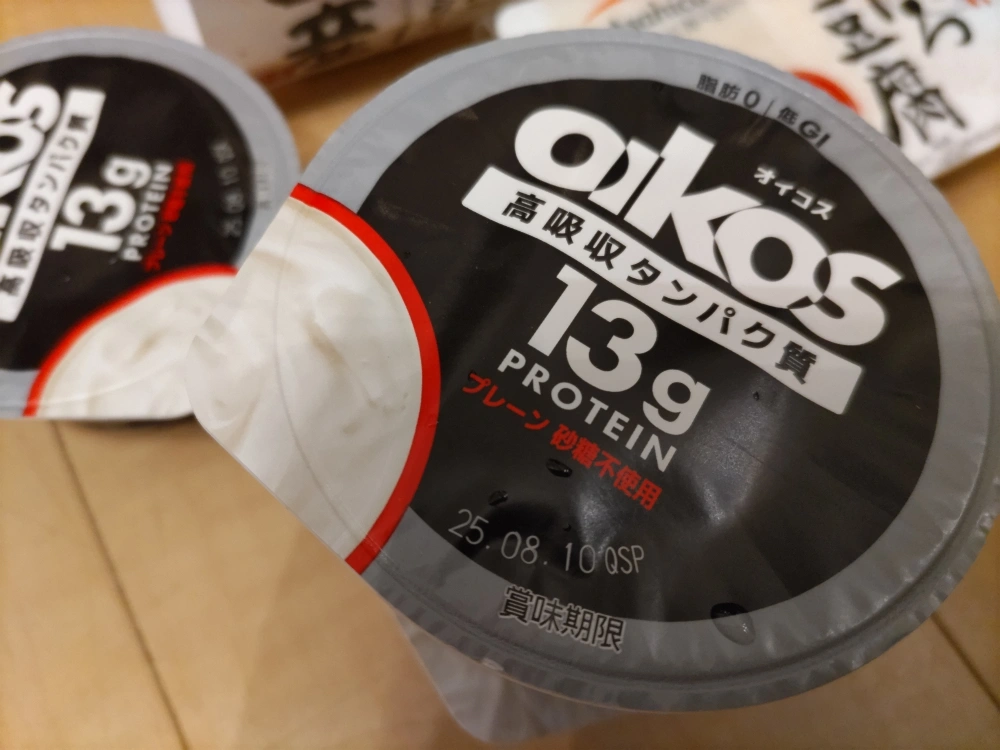 脂肪0/低GI
oikos
オイコス
高吸収タンパク質
13g
PROTEIN
プレーン 砂糖不使用
25.08.10 QSP
賞味期限
高吸収タンパク質
13g
PROTEIN